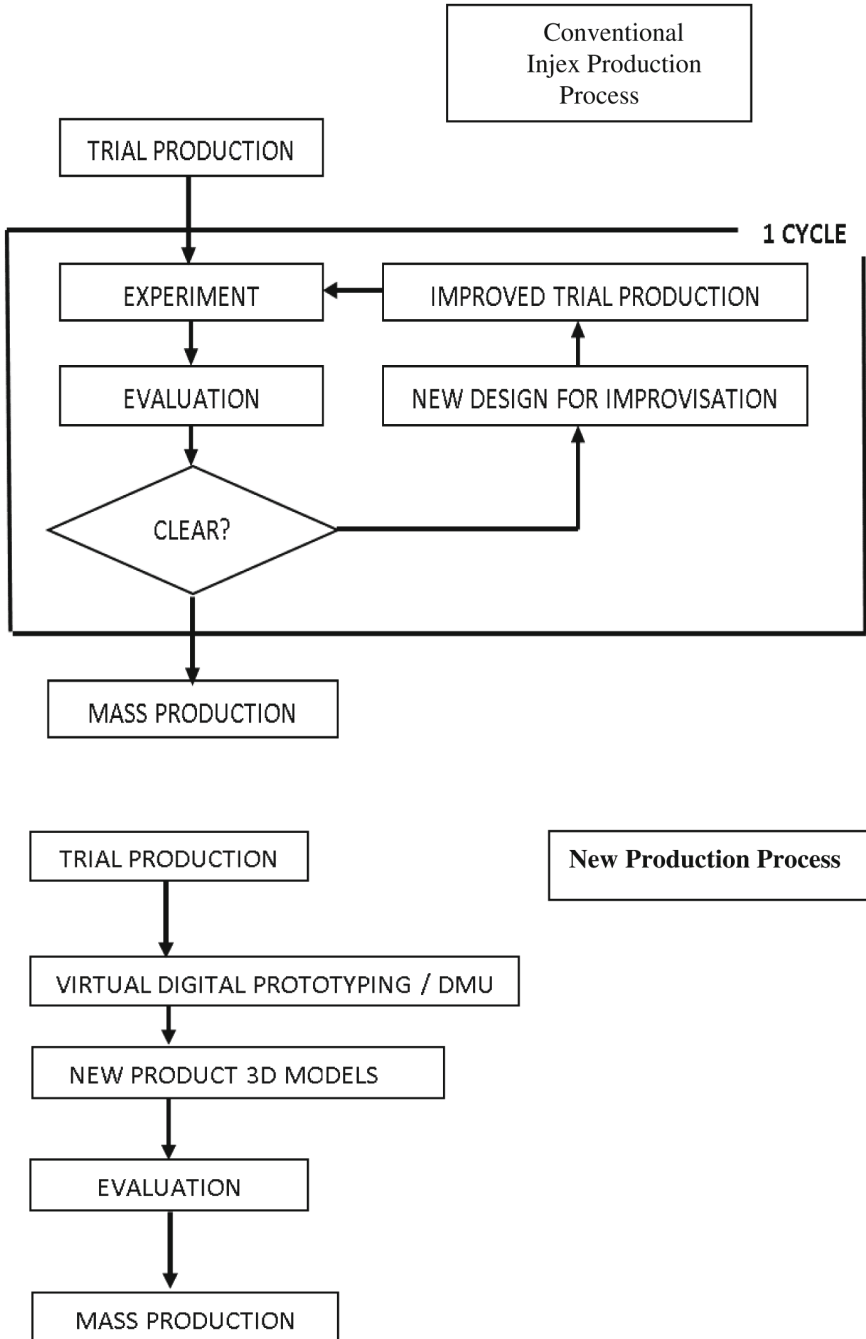 Conventional
Injex Production
Process
TRIAL PRODUCTION
1 CYCLE
EXPERIMENT
IMPROVED TRIAL PRODUCTION
EVALUATION
NEW DESIGN FOR IMPROVISATION
CLEAR?
MASS PRODUCTION
TRIAL PRODUCTION
New Production Process
VIRTUAL DIGITAL PROTOTYPING / DMU
NEW PRODUCT 3D MODELS
EVALUATION
MASS PRODUCTION